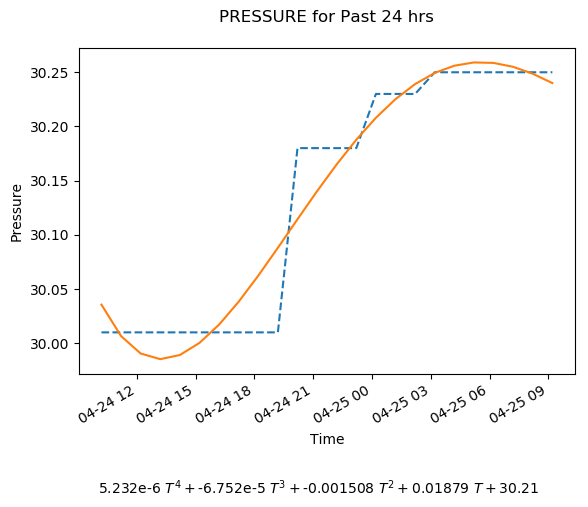 PRESSURE for Past 24 hrs
30.25
30.20
30.15
30.10
30.05
30.00
Pressure
04-24 12 04-24 15 04-24 18 04-24 21 04-25 00 04-25 03 04-25 06 04-25 09
Time
5.232e-6 T⁴ + -6.752e-5 T³ + -0.001508 T² + 0.01879 T + 30.21